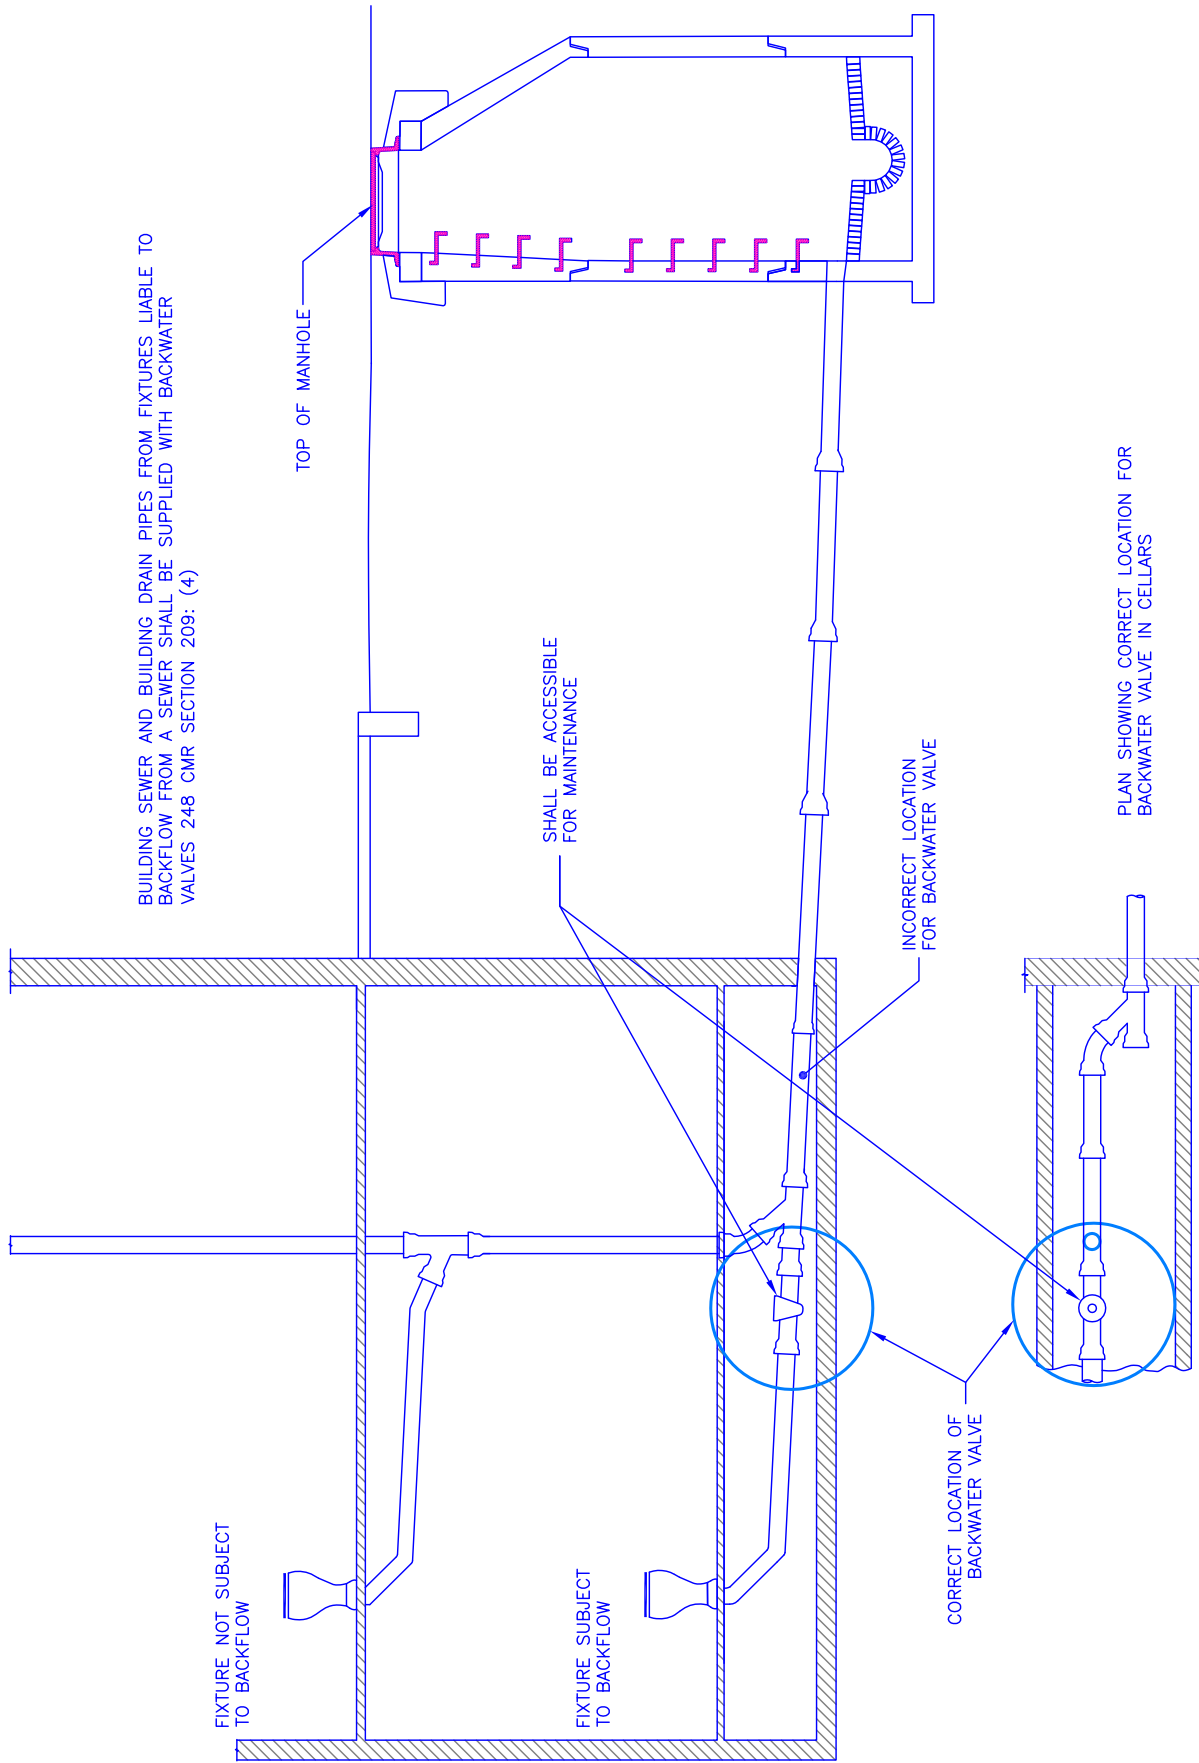 BUILDING SEWER AND BUILDING DRAIN PIPES FROM FIXTURES LIABLE TO
BACKFLOW FROM A SEWER SHALL BE SUPPLIED WITH BACKWATER
VALVES 248 CMR SECTION 209: (4)
TOP OF MANHOLE
FIXTURE NOT SUBJECT
TO BACKFLOW
SHALL BE ACCESSIBLE
FOR MAINTENANCE
FIXTURE SUBJECT
TO BACKFLOW
INCORRECT LOCATION
FOR BACKWATER VALVE
CORRECT LOCATION OF
BACKWATER VALVE
PLAN SHOWING CORRECT LOCATION FOR
BACKWATER VALVE IN CELLARS